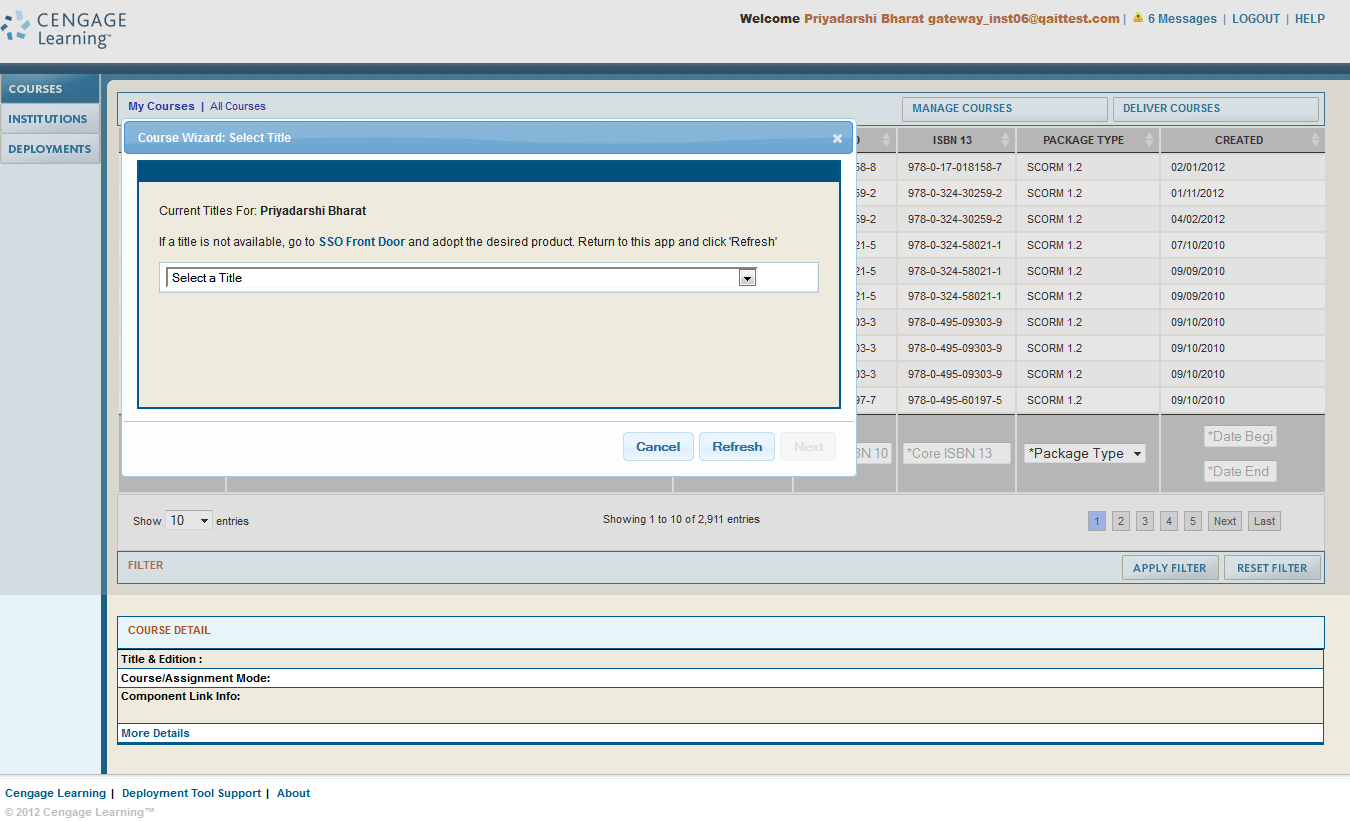 CENGAGE
Learning™
Welcome Priyadarshi Bharat gateway_inst06@qaittest.com | 6 Messages | LOGOUT | HELP
COURSES
INSTITUTIONS
DEPLOYMENTS
My Courses | All Courses
MANAGE COURSES
DELIVER COURSES
Course Wizard: Select Title
Current Titles For: Priyadarshi Bharat
If a title is not available, go to SSO Front Door and adopt the desired product. Return to this app and click 'Refresh'
Select a Title
Cancel Refresh Next
ISBN 13 PACKAGE TYPE CREATED
58-8 978-0-17-018158-7 SCORM 1.2 02/01/2012
59-2 978-0-324-30259-2 SCORM 1.2 01/11/2012
59-2 978-0-324-30259-2 SCORM 1.2 04/02/2012
21-5 978-0-324-58021-1 SCORM 1.2 07/10/2010
21-5 978-0-324-58021-1 SCORM 1.2 09/09/2010
21-5 978-0-324-58021-1 SCORM 1.2 09/09/2010
03-3 978-0-495-09303-9 SCORM 1.2 09/10/2010
03-3 978-0-495-09303-9 SCORM 1.2 09/10/2010
03-3 978-0-495-09303-9 SCORM 1.2 09/10/2010
97-7 978-0-495-60197-5 SCORM 1.2 09/10/2010
BN 10 *Core ISBN 13 *Package Type
*Date Begi
*Date End
Show 10 entries
Showing 1 to 10 of 2,911 entries
1 2 3 4 5 Next Last
FILTER
APPLY FILTER RESET FILTER
COURSE DETAIL
Title & Edition :
Course/Assignment Mode:
Component Link Info:
More Details
Cengage Learning | Deployment Tool Support | About
© 2012 Cengage Learning™